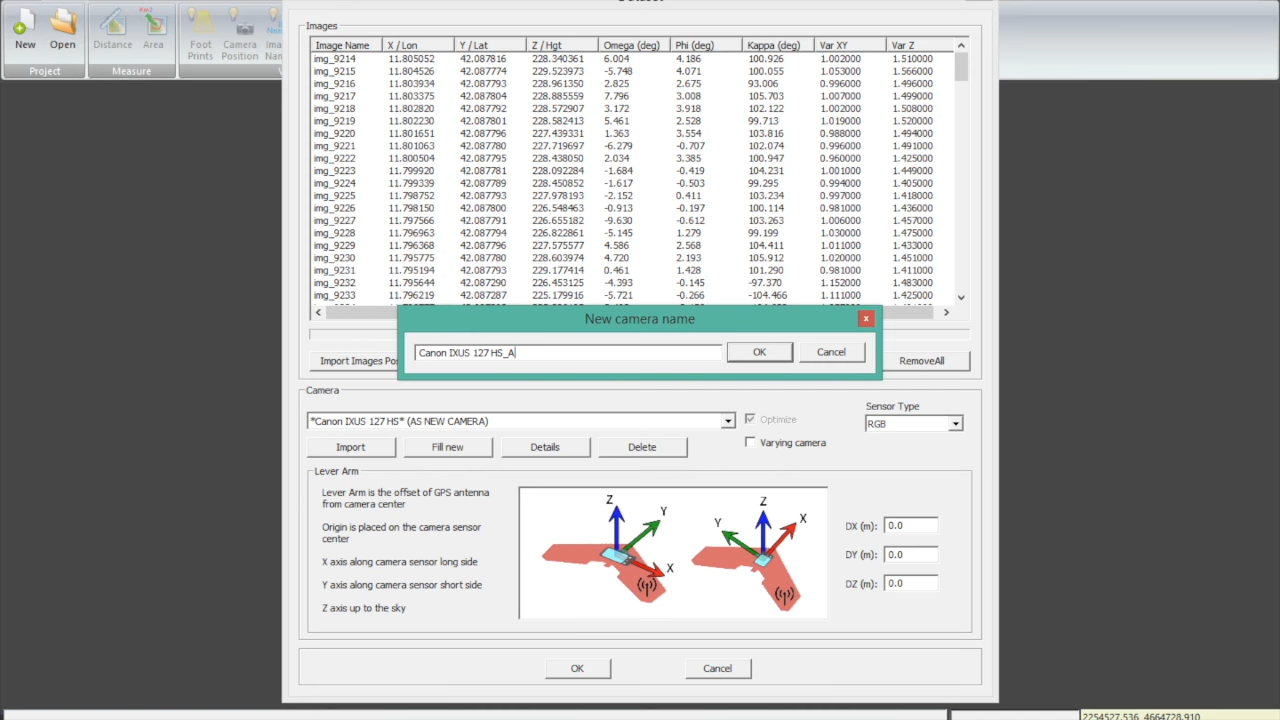 New
Open
Project
Distance
Area
Measure
Foot
Prints
Camera
Position
Images
Image Name X / Lon Y / Lat Z / Hgt Omega (deg) Phi (deg) Kappa (deg) Var XY Var Z
img_9214 11.805052 42.087816 228.340361 6.004 4.186 100.926 1.002000 1.510000
img_9215 11.804526 42.087774 229.523973 -5.748 4.071 100.055 1.053000 1.566000
img_9216 11.803934 42.087793 228.961350 2.825 2.675 93.006 0.996000 1.496000
img_9217 11.803375 42.087804 228.885559 7.796 3.008 105.703 1.007000 1.499000
img_9218 11.802820 42.087792 228.572907 3.172 3.918 102.122 1.002000 1.508000
img_9219 11.802230 42.087801 228.582413 5.461 2.528 99.713 1.019000 1.520000
img_9220 11.801651 42.087796 227.439331 1.363 3.554 103.816 0.988000 1.494000
img_9221 11.801063 42.087780 227.719697 -6.279 -0.707 102.074 0.996000 1.491000
img_9222 11.800504 42.087795 228.438050 2.034 3.385 100.947 0.960000 1.425000
img_9223 11.799920 42.087781 228.092284 -1.684 -0.419 104.231 1.001000 1.449000
img_9224 11.799339 42.087791 228.450852 -1.617 -0.503 99.295 0.994000 1.405000
img_9225 11.798752 42.087793 227.978193 -2.152 0.411 103.234 0.997000 1.418000
img_9226 11.798150 42.087800 226.548463 -0.913 -0.197 100.114 0.981000 1.436000
img_9227 11.797566 42.087791 226.655182 -9.630 -0.612 103.263 1.006000 1.457000
img_9228 11.796963 42.087794 226.822861 -5.145 1.279 99.199 1.030000 1.475000
img_9229 11.796368 42.087796 227.575577 4.586 2.568 104.411 1.011000 1.433000
img_9230 11.795775 42.087780 228.603974 4.720 2.193 105.912 1.020000 1.451000
img_9231 11.795194 42.087793 229.177414 0.461 1.428 101.290 0.981000 1.411000
img_9232 11.795644 42.087290 226.453125 -4.393 -0.145 -97.370 1.152000 1.483000
img_9233 11.796219 42.087287 225.179916 -5.721 -0.266 -104.466 1.111000 1.425000
New camera name
x
Canon IXUS 127 HS_A
OK
Cancel
Import Images Pos
RemoveAll
Camera
*Canon IXUS 127 HS* (AS NEW CAMERA)
Optimize
Sensor Type
RGB
Varying camera
Import
Fill new
Details
Delete
Lever Arm
Lever Arm is the offset of GPS antenna
from camera center
Origin is placed on the camera sensor
center
X axis along camera sensor long side
Y axis along camera sensor short side
Z axis up to the sky
Z
Y
X
Z
Y
X
DX (m): 0.0
DY (m): 0.0
DZ (m): 0.0
OK
Cancel
2254527.536, 4664728.910